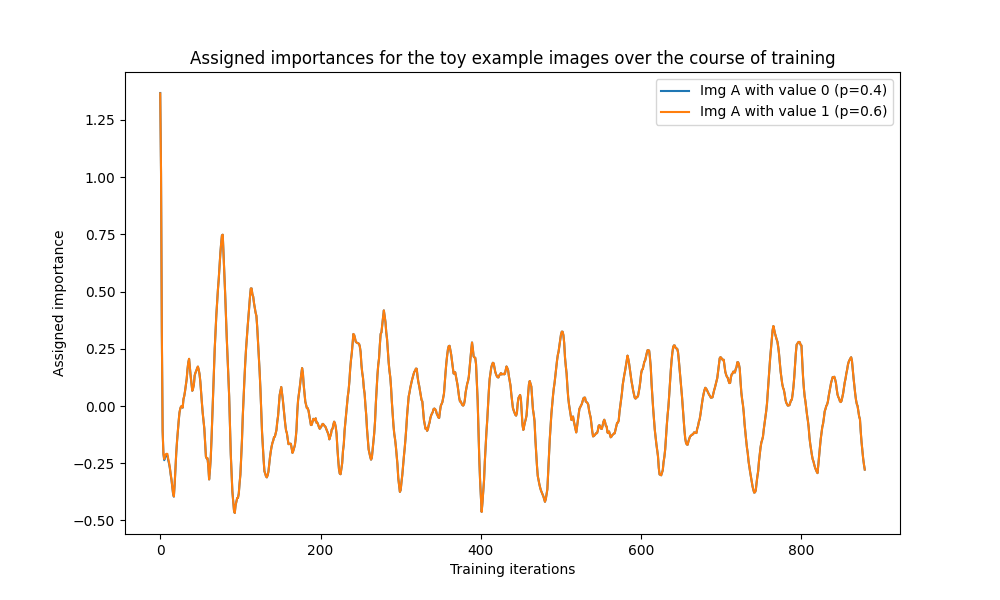 Assigned importances for the toy example images over the course of training
Img A with value 0 (p=0.4)
Img A with value 1 (p=0.6)
Assigned importance
1.25
1.00
0.75
0.50
0.25
0.00
−0.25
−0.50
0 200 400 600 800
Training iterations